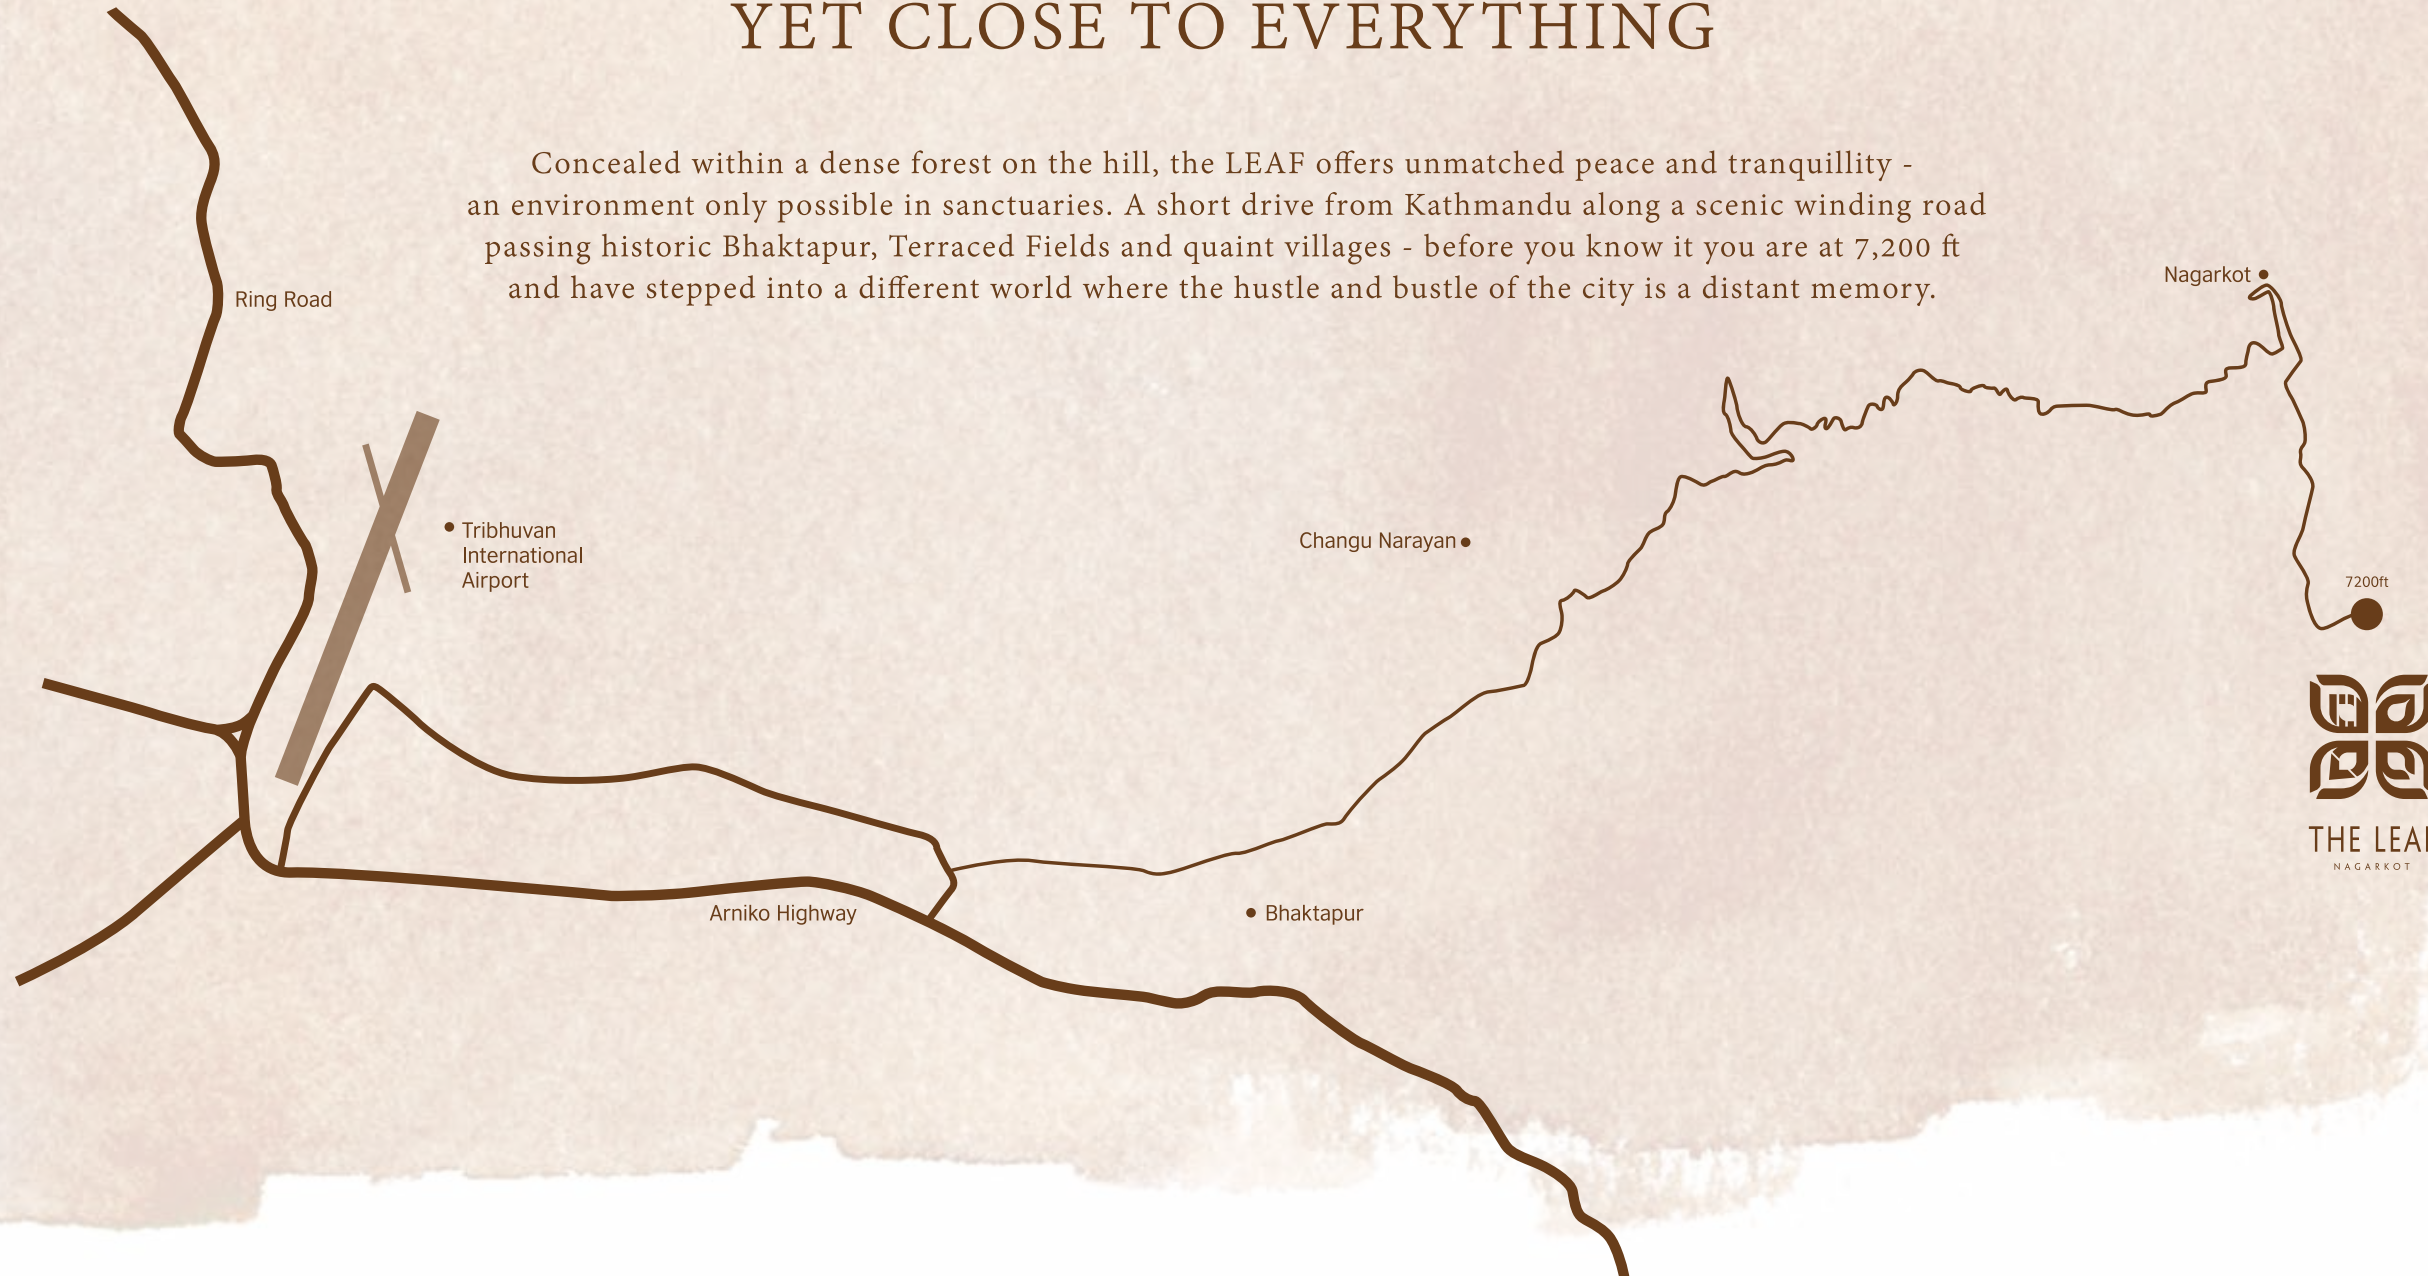 YET CLOSE TO EVERYTHING
Concealed within a dense forest on the hill, the LEAF offers unmatched peace and tranquillity -
an environment only possible in sanctuaries. A short drive from Kathmandu along a scenic winding road
passing historic Bhaktapur, Terraced Fields and quaint villages - before you know it you are at 7,200 ft
and have stepped into a different world where the hustle and bustle of the city is a distant memory.
Nagarkot
Ring Road
Tribhuvan
International
Airport
Changu Narayan
7200ft
THE LEAF
NAGARKOT
Arniko Highway
Bhaktapur